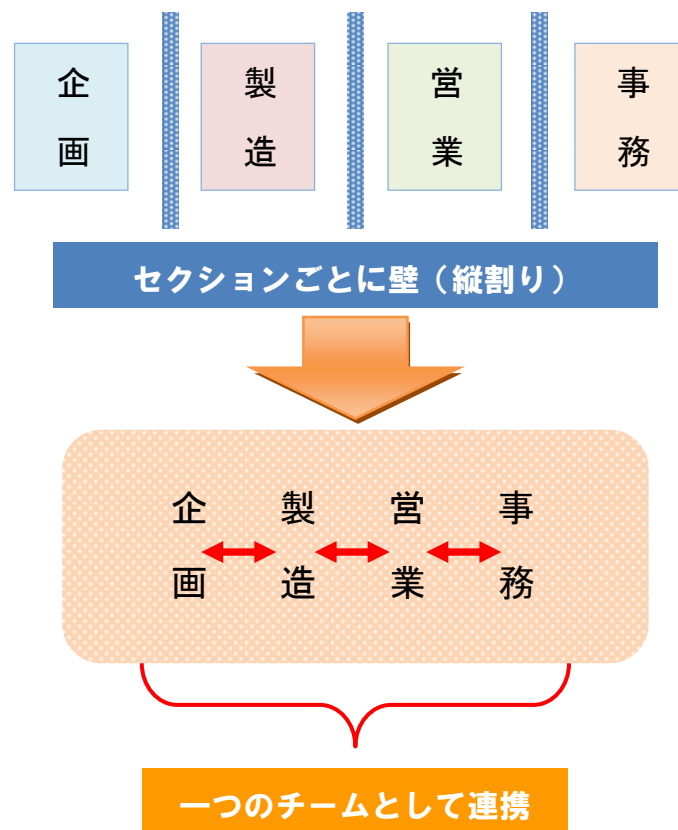 企画
製造
営業
事務
セクションごとに壁（縦割り）
企画
製造
営業
事務
一つのチームとして連携